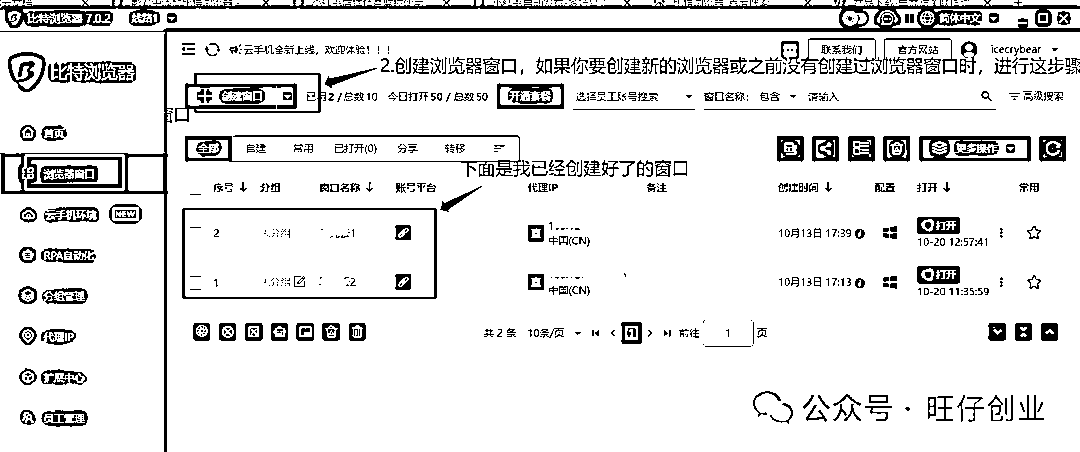 比特浏览器 7.0.2
线路1
简体中文
比特浏览器
云手机全新上线，欢迎体验！！！
联系我们
官方网站
icecrybear
2.创建浏览器窗口，如果你要创建新的浏览器或之前没有创建过浏览器窗口时，进行这步骤
创建窗口
已用2 / 总数10
今日打开50 / 总数50
开通套餐
选择员工账号搜索
窗口名称:
包含
请输入
高级搜索
窗口
首页
全部
自建
常用
已打开(0)
分享
转移
更多操作
下面是我已经创建好了的窗口
浏览器窗口
序号
分组
窗口名称
账号平台
代理IP
备注
创建时间
配置
打开
常用
云手机环境
NEW
2
中国(CN)
10月13日 17:39
打开
10-20 12:57:41
RPA自动化
1
中国(CN)
10月13日 17:13
打开
10-20 11:35:59
分组管理
代理IP
共 2 条
10条/页
1
前往
1
页
扩展中心
员工管理
公众号 · 旺仔创业